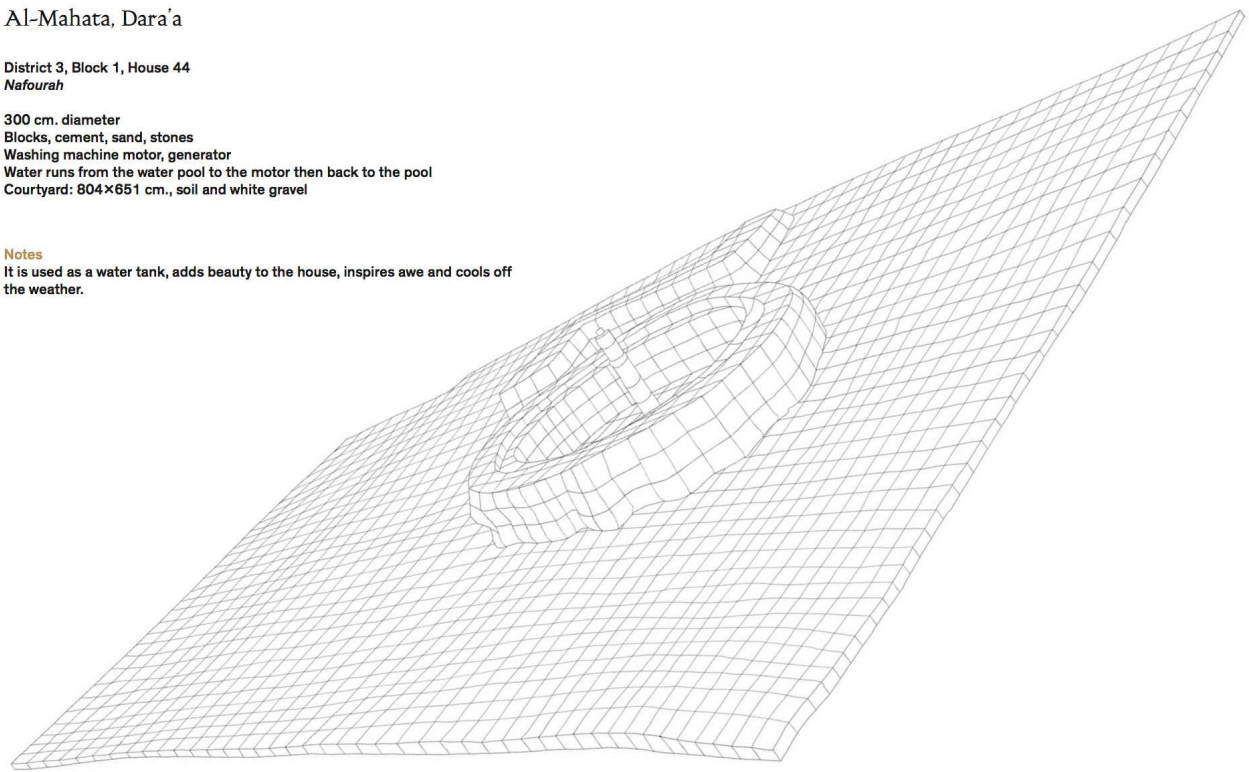 Al-Mahata, Dara'a
District 3, Block 1, House 44
Nafourah
300 cm. diameter
Blocks, cement, sand, stones
Washing machine motor, generator
Water runs from the water pool to the motor then back to the pool
Courtyard: 804×651 cm., soil and white gravel
Notes
It is used as a water tank, adds beauty to the house, inspires awe and cools off
the weather.